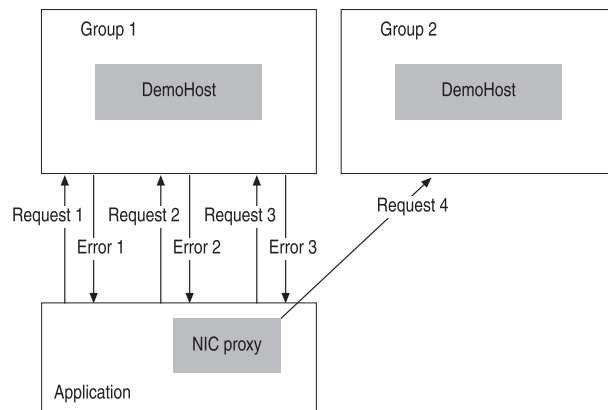 Group 1
Group 2
DemoHost
DemoHost
Request 1
Request 2
Request 3
Request 4
Error 1
Error 2
Error 3
NIC proxy
Application